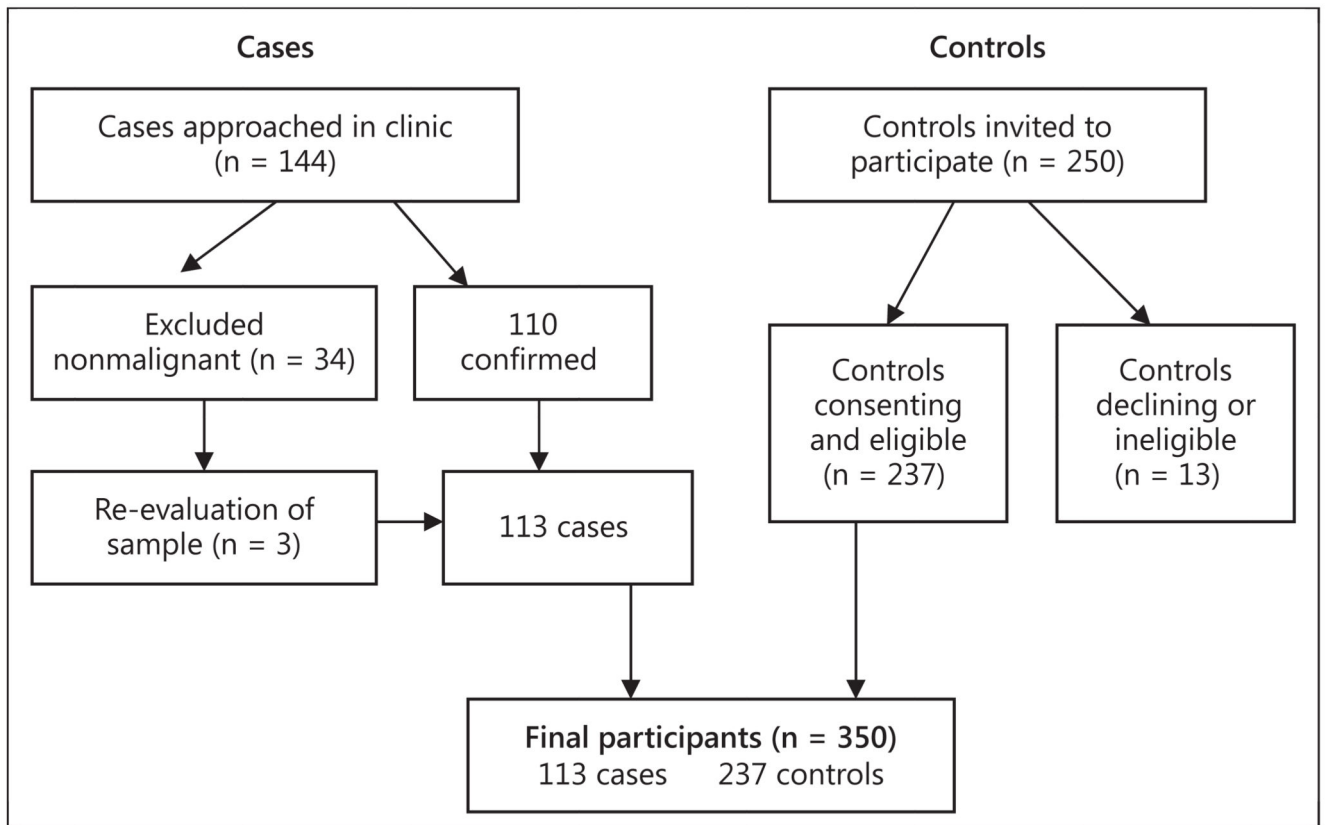 Cases
Controls
Cases approached in clinic
(n = 144)
Controls invited to
participate (n = 250)
Excluded
nonmalignant (n = 34)
110
confirmed
Controls
consenting
and eligible
(n = 237)
Controls
declining or
ineligible
(n = 13)
Re-evaluation of
sample (n = 3)
113 cases
Final participants (n = 350)
113 cases 237 controls